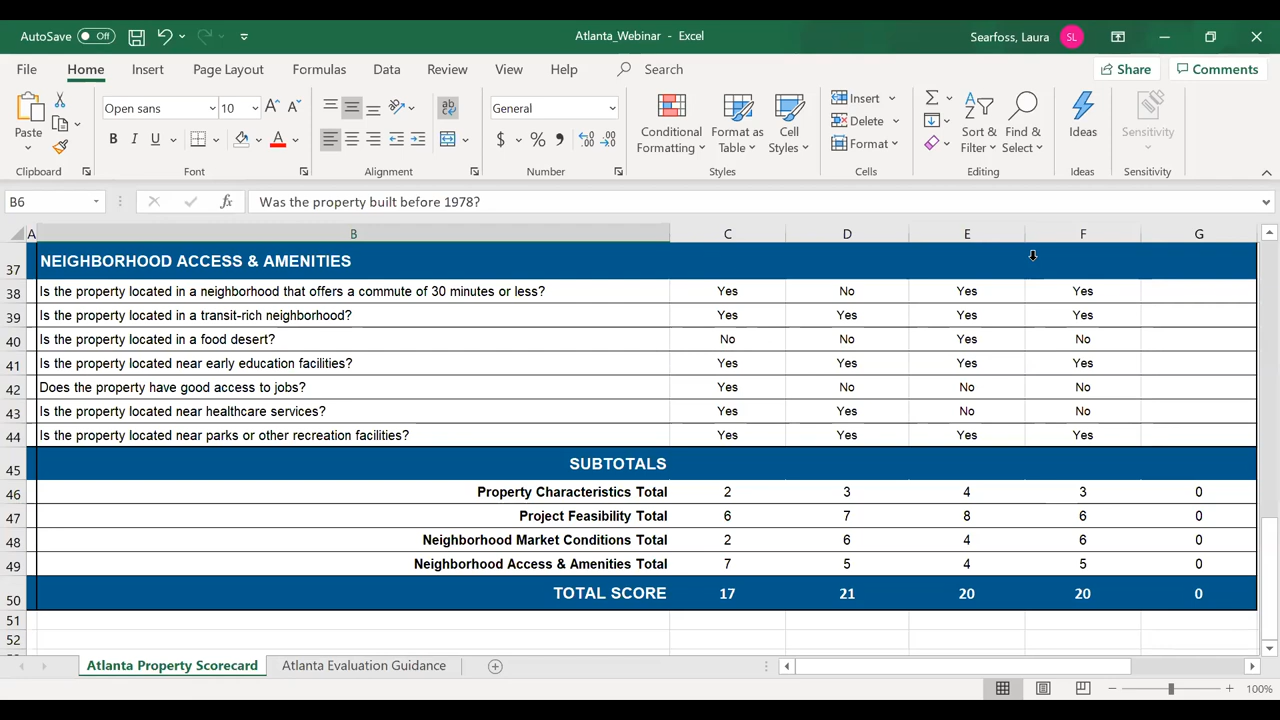 AutoSave Off Atlanta_Webinar - Excel Searfoss, Laura SL
File Home Insert Page Layout Formulas Data Review View Help Search Share Comments
Paste Open sans 10 General Conditional Formatting Format as Table Cell Styles Insert Delete Format Sort & Filter Find & Select Ideas Sensitivity
Clipboard Font Alignment Number Styles Cells Editing Ideas Sensitivity
B6 fx Was the property built before 1978?
A B C D E F G
37 NEIGHBORHOOD ACCESS & AMENITIES
38 Is the property located in a neighborhood that offers a commute of 30 minutes or less? Yes No Yes Yes
39 Is the property located in a transit-rich neighborhood? Yes Yes Yes Yes
40 Is the property located in a food desert? No No Yes No
41 Is the property located near early education facilities? Yes Yes Yes Yes
42 Does the property have good access to jobs? Yes No No No
43 Is the property located near healthcare services? Yes Yes No No
44 Is the property located near parks or other recreation facilities? Yes Yes Yes Yes
45 SUBTOTALS
46 Property Characteristics Total 2 3 4 3 0
47 Project Feasibility Total 6 7 8 6 0
48 Neighborhood Market Conditions Total 2 6 4 6 0
49 Neighborhood Access & Amenities Total 7 5 4 5 0
50 TOTAL SCORE 17 21 20 20 0
51
52
Atlanta Property Scorecard Atlanta Evaluation Guidance
100%